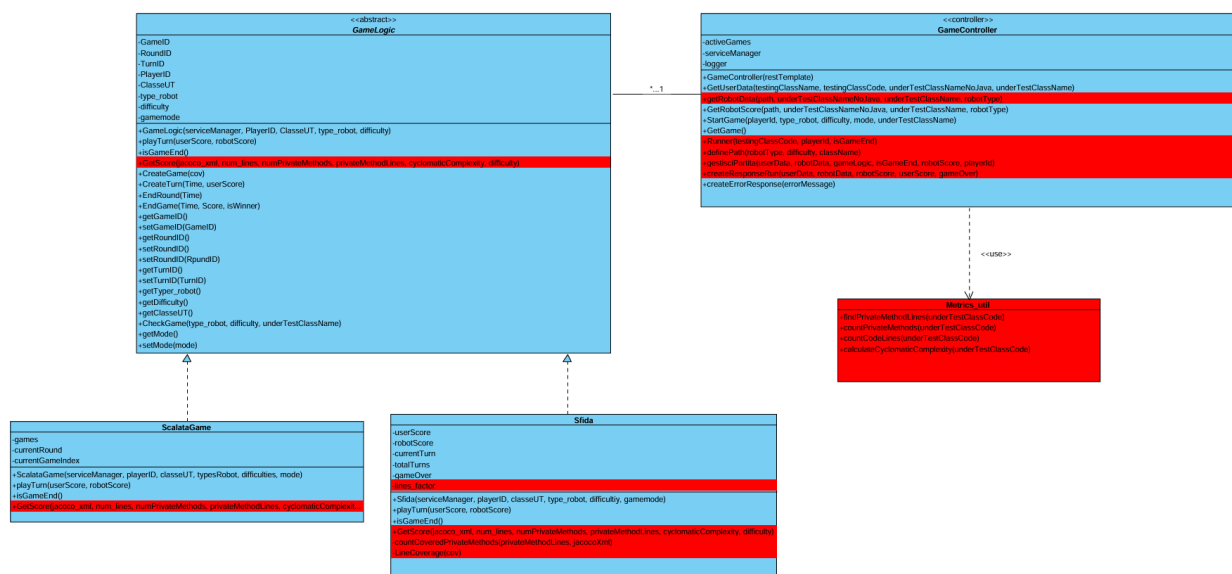 <<abstract>>
GameLogic
-GameID
-RoundID
-TurnID
-PlayerID
-ClasseUT
-type_robot
-difficulty
-gamemode
+GameLogic(serviceManager, PlayerID, ClasseUT, type_robot, difficulty)
+playTurn(userScore, robotScore)
+isGameEnd()
+GetScore(jacoco_xml, num_lines, numPrivateMethods, privateMethodLines, cyclomaticComplexity, difficulty)
+CreateGame(cov)
+CreateTurn(Time, userScore)
+EndRound(Time)
+EndGame(Time, Score, isWinner)
+getGameID()
+setGameID(GameID)
+getRoundID()
+setRoundID()
+setRoundID(RpundID)
+getTurnID()
+setTurnID(TurnID)
+getTyper_robot()
+getDifficulty()
+getClasseUT()
+CheckGame(type_robot, difficulty, underTestClassName)
+getMode()
+setMode(mode)
*...1
<<controller>>
GameController
-activeGames
-serviceManager
-logger
+GameController(restTemplate)
+GetUserData(testingClassName, testingClassCode, underTestClassNameNoJava, underTestClassName)
+getRobotData(path, underTestClassNameNoJava, underTestClassName, robotType)
+GetRobotScore(path, underTestClassNameNoJava, underTestClassName, robotType)
+StartGame(playerId, type_robot, difficulty, mode, underTestClassName)
+GetGame()
+Runner(testingClassCode, playerId, isGameEnd)
+definePath(robotType, difficulty, className)
+gestisciPartita(userData, robotData, gameLogic, isGameEnd, robotScore, playerId)
+createResponseRun(userData, robotData, robotScore, userScore, gameOver)
+createErrorResponse(errorMessage)
<<use>>
Metrics_util
+findPrivateMethodLines(underTestClassCode)
+countPrivateMethods(underTestClassCode)
+countCodeLines(underTestClassCode)
+calculateCyclomaticComplexity(underTestClassCode)
ScalataGame
-games
-currentRound
-currentGameIndex
+ScalataGame(serviceManager, playerID, classeUT, typesRobot, difficulties, mode)
+playTurn(userScore, robotScore)
+isGameEnd()
+GetScore(jacoco_xml, num_lines, numPrivateMethods, privateMethodLines, cyclomaticComplexit...
Sfida
-userScore
-robotScore
-currentTurn
-totalTurns
-gameOver
-lines_factor
+Sfida(serviceManager, playerID, classeUT, type_robot, difficultiy, gamemode)
+playTurn(userScore, robotScore)
+isGameEnd()
+GetScore(jacoco_xml, num_lines, numPrivateMethods, privateMethodLines, cyclomaticComplexity, difficulty)
-countCoveredPrivateMethods(privateMethodLines, jacocoXml)
-LineCoverage(cov)